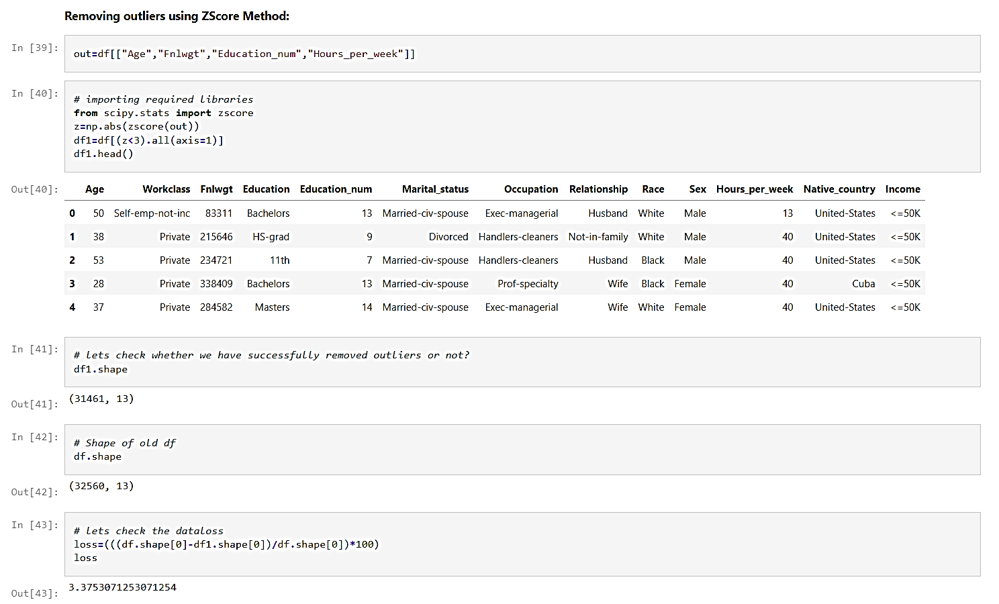 Removing outliers using ZScore Method:
In [39]:
out=df[["Age","Fnlwgt","Education_num","Hours_per_week"]]
In [40]:
# importing required libraries
from scipy.stats import zscore
z=np.abs(zscore(out))
df1=df[(z<3).all(axis=1)]
df1.head()
Out[40]:
Age Workclass Fnlwgt Education Education_num Marital_status Occupation Relationship Race Sex Hours_per_week Native_country Income
0 50 Self-emp-not-inc 83311 Bachelors 13 Married-civ-spouse Exec-managerial Husband White Male 13 United-States <=50K
1 38 Private 215646 HS-grad 9 Divorced Handlers-cleaners Not-in-family White Male 40 United-States <=50K
2 53 Private 234721 11th 7 Married-civ-spouse Handlers-cleaners Husband Black Male 40 United-States <=50K
3 28 Private 338409 Bachelors 13 Married-civ-spouse Prof-specialty Wife Black Female 40 Cuba <=50K
4 37 Private 284582 Masters 14 Married-civ-spouse Exec-managerial Wife White Female 40 United-States <=50K
In [41]:
# lets check whether we have successfully removed outliers or not?
df1.shape
Out[41]:
(31461, 13)
In [42]:
# Shape of old df
df.shape
Out[42]:
(32560, 13)
In [43]:
# lets check the dataloss
loss=(((df.shape[0]-df1.shape[0])/df.shape[0])*100)
loss
Out[43]:
3.3753071253071254